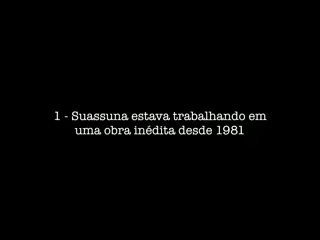 1 - Suassuna estava trabalhando em
uma obra inédita desde 1981